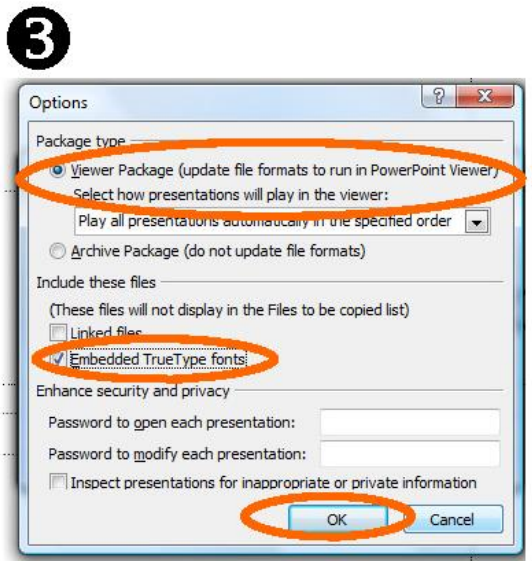 3
Options
Package type
Viewer Package (update file formats to run in PowerPoint Viewer)
Select how presentations will play in the viewer:
Play all presentations automatically in the specified order
Archive Package (do not update file formats)
Include these files
(These files will not display in the Files to be copied list)
Linked files
Embedded TrueType fonts
Enhance security and privacy
Password to open each presentation:
Password to modify each presentation:
Inspect presentations for inappropriate or private information
OK Cancel